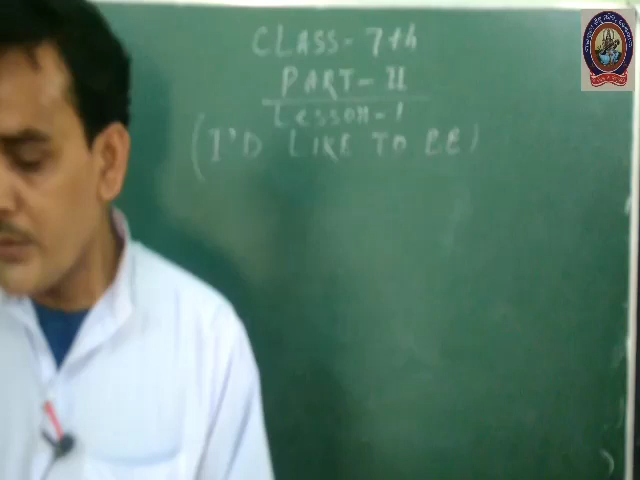 CLASS - 7th
PART - II
Lesson - 1
(I'D LIKE TO BE)